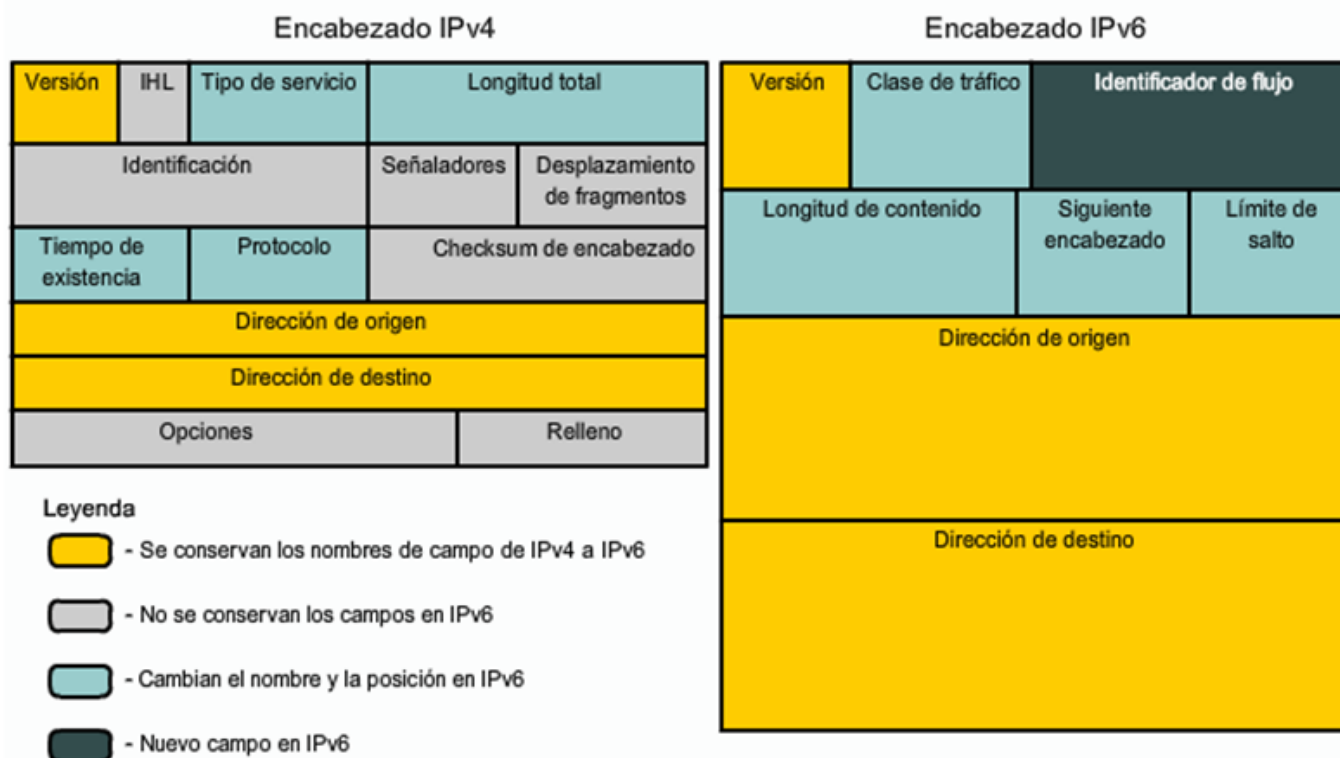 Encabezado IPv4
Versión
IHL
Tipo de servicio
Longitud total
Identificación
Señaladores
Desplazamiento
de fragmentos
Tiempo de
existencia
Protocolo
Checksum de encabezado
Dirección de origen
Dirección de destino
Opciones
Relleno
Leyenda
- Se conservan los nombres de campo de IPv4 a IPv6
- No se conservan los campos en IPv6
- Cambian el nombre y la posición en IPv6
- Nuevo campo en IPv6
Encabezado IPv6
Versión
Clase de tráfico
Identificador de flujo
Longitud de contenido
Siguiente
encabezado
Límite de
salto
Dirección de origen
Dirección de destino